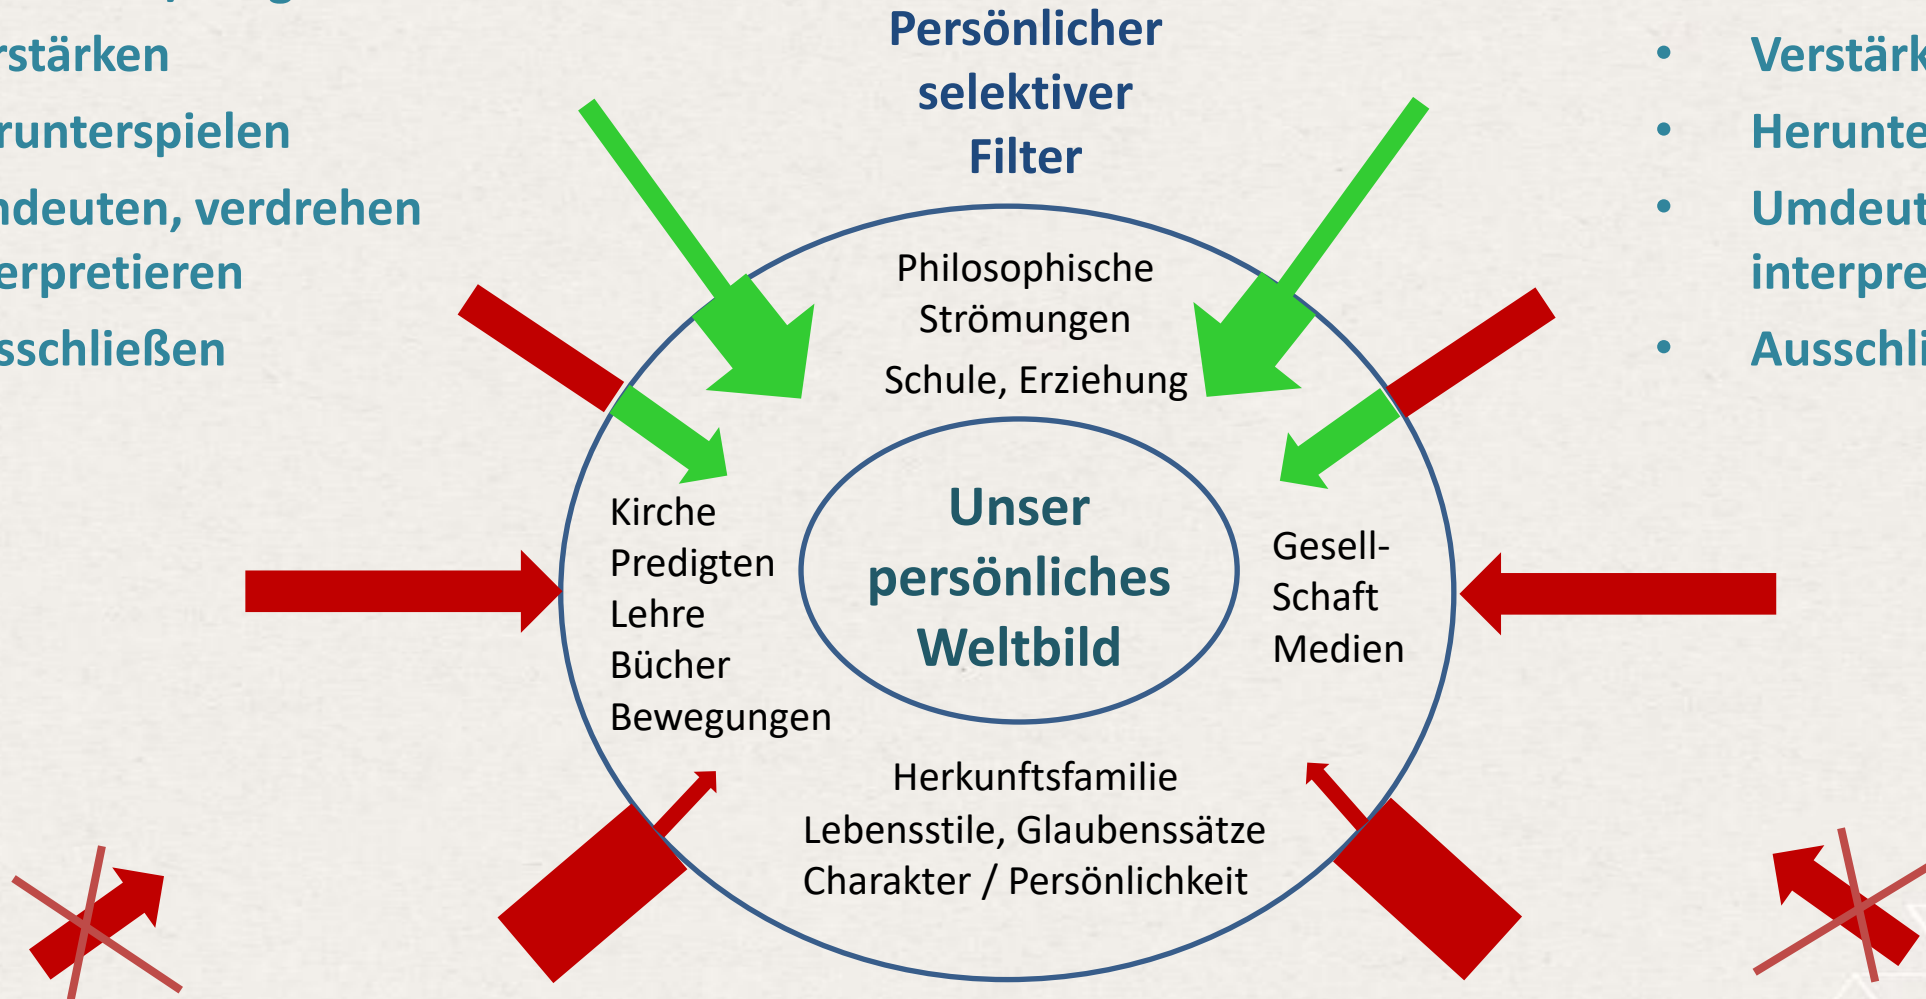 rstärken
runterspielen
ndeuten, verdrehen
erpretieren
sschließen
Persönlicher
selektiver
Filter
• Verstärk
• Herunte
• Umdeut
interpre
• Ausschli
Philosophische
Strömungen
Schule, Erziehung
Kirche
Predigten
Lehre
Bücher
Bewegungen
Unser
persönliches
Weltbild
Gesell-
Schaft
Medien
Herkunftsfamilie
Lebensstile, Glaubenssätze
Charakter / Persönlichkeit